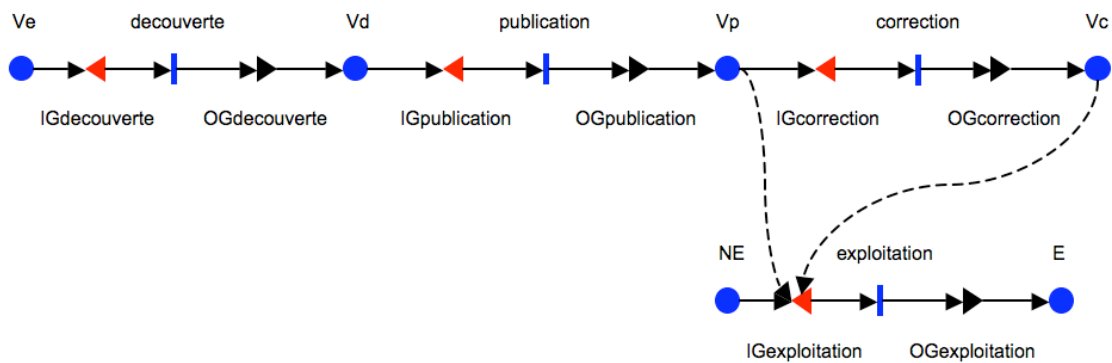 Ve decouverte Vd publication Vp correction Vc
IGdecouverte OGdecouverte IGpublication OGpublication IGcorrection OGcorrection
NE exploitation E
IGexploitation OGexploitation